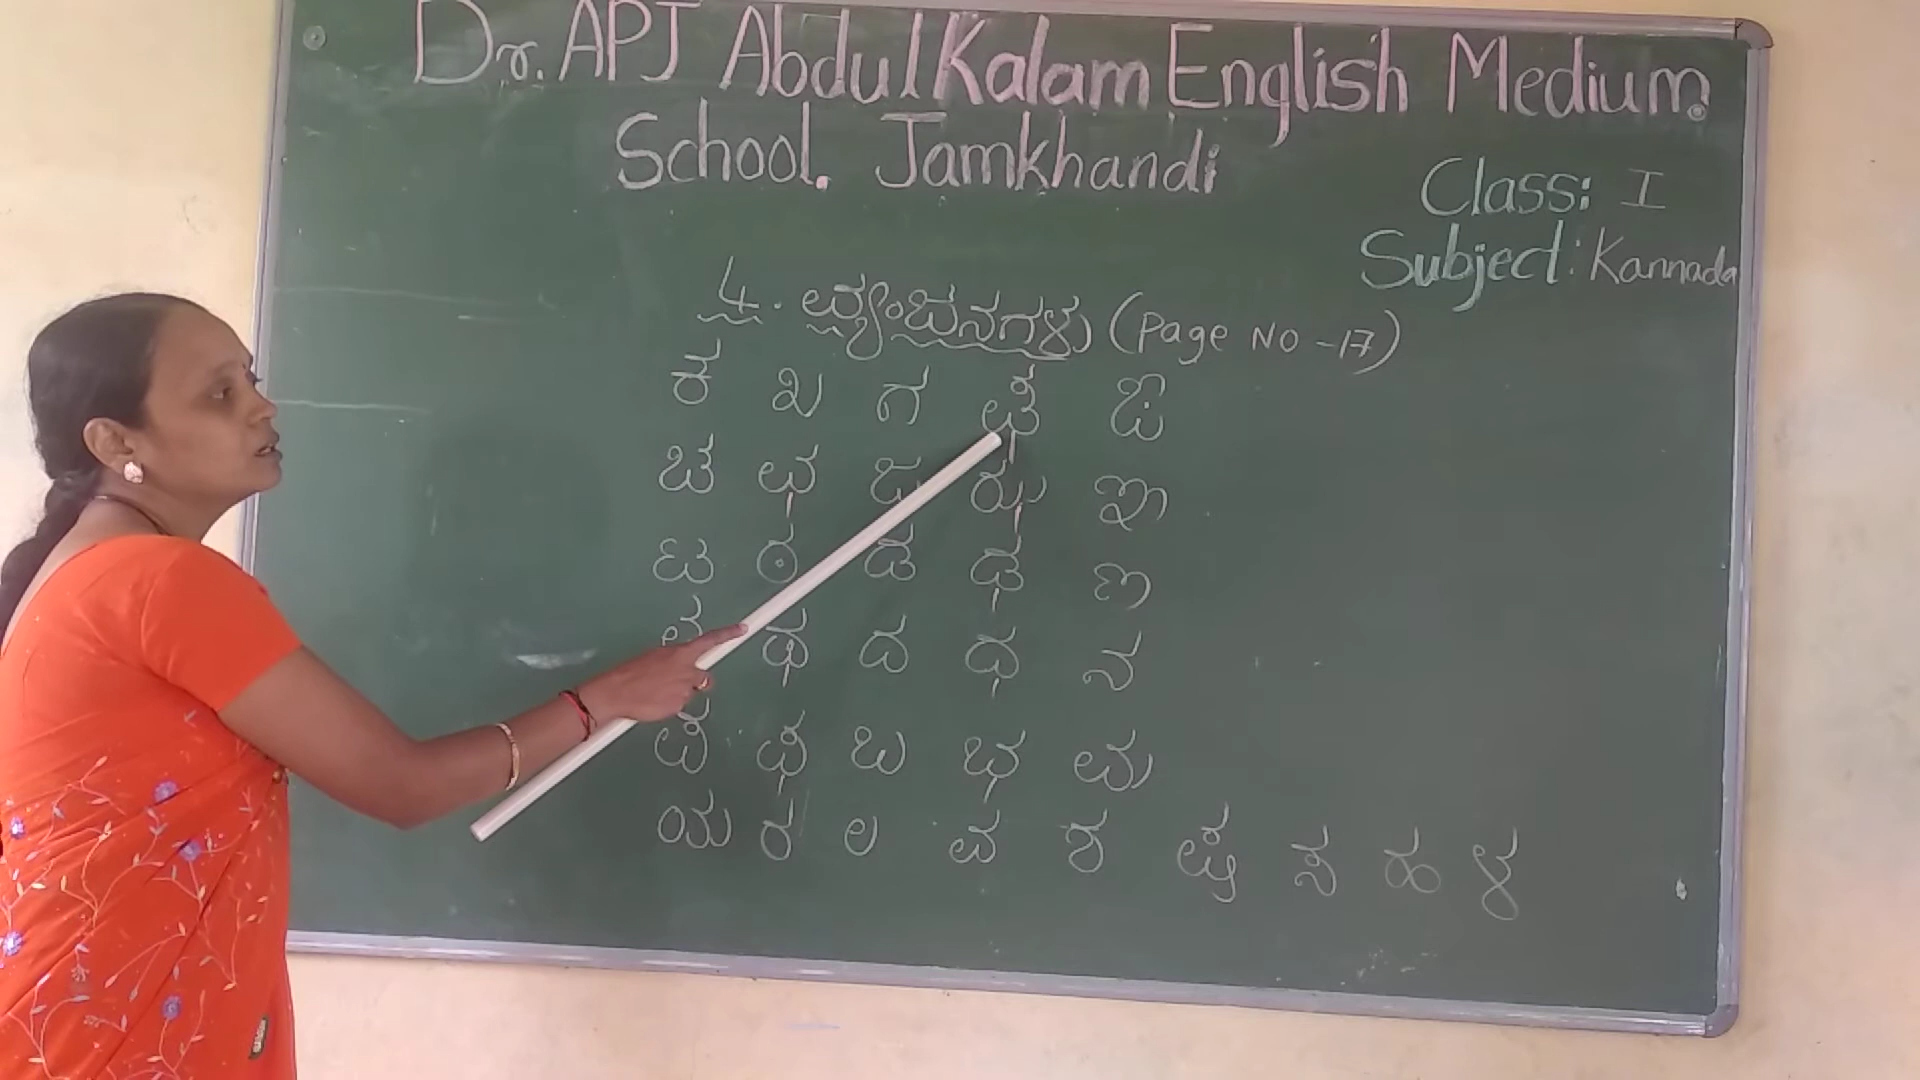 Dr. APJ Abdul Kalam English Medium
School. Jamkhandi
Class: I
Subject: Kannada
4. ವ್ಯಂಜನಗಳು (Page No - 17)
ಕ ಖ ಗ ಘ ಙ
ಚ ಛ ಜ ಝ ಞ
ಟ ಠ ಡ ಢ ಣ
ತ ಥ ದ ಧ ನ
ಪ ಫ ಬ ಭ ಮ
ಯ ರ ಲ ವ ಶ ಷ ಸ ಹ ಳ